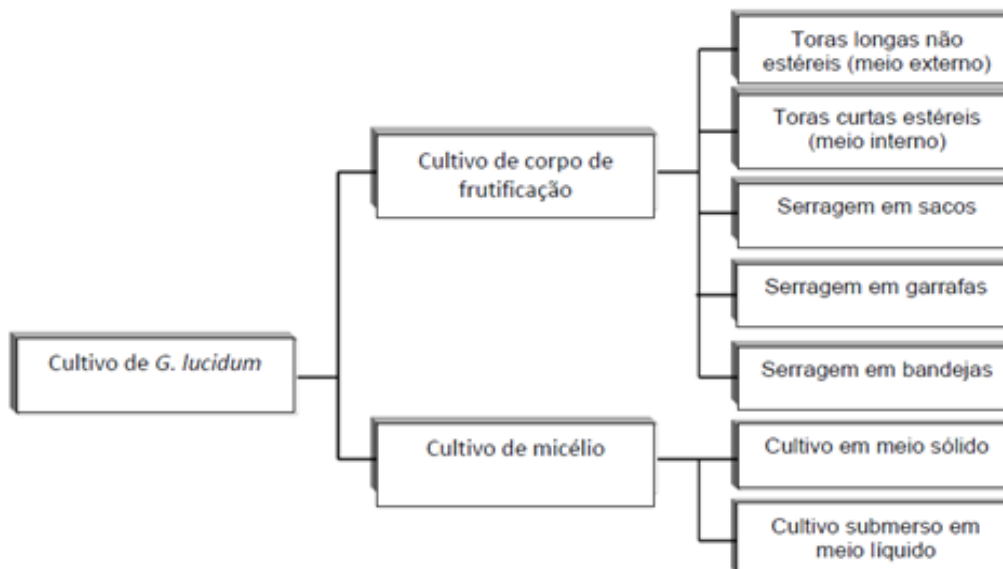 Toras longas não
estéreis (meio externo)
Toras curtas estéreis
(meio interno)
Cultivo de corpo de
frutificação
Serragem em sacos
Serragem em garrafas
Cultivo de G. lucidum
Serragem em bandejas
Cultivo de micélio
Cultivo em meio sólido
Cultivo submerso em
meio líquido